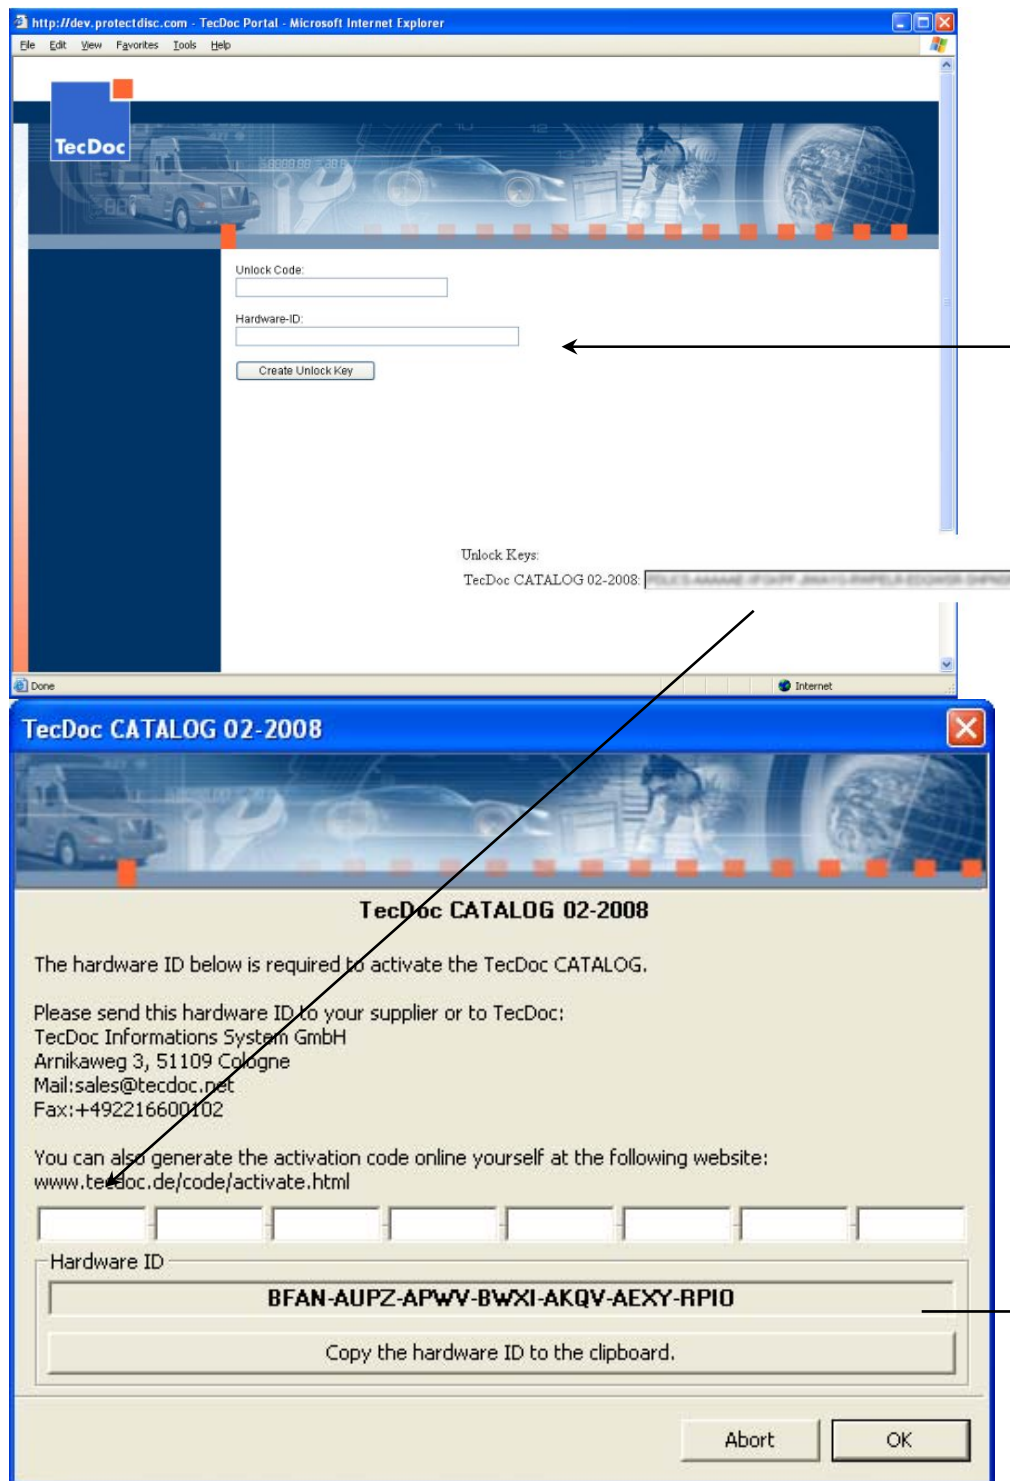 http://dev.protectdisc.com - TecDoc Portal - Microsoft Internet Explorer
File Edit View Favorites Tools Help
TecDoc
Unlock Code:
Hardware-ID:
Create Unlock Key
Unlock Keys:
TecDoc CATALOG 02-2008:
Done
Internet
TecDoc CATALOG 02-2008
TecDoc CATALOG 02-2008
The hardware ID below is required to activate the TecDoc CATALOG.
Please send this hardware ID to your supplier or to TecDoc:
TecDoc Informations System GmbH
Arnikaweg 3, 51109 Cologne
Mail:sales@tecdoc.net
Fax:+492216600102
You can also generate the activation code online yourself at the following website:
www.tecdoc.de/code/activate.html
Hardware ID
BFAN-AUPZ-APWV-BWXI-AKQV-AEXY-RPIO
Copy the hardware ID to the clipboard.
Abort OK